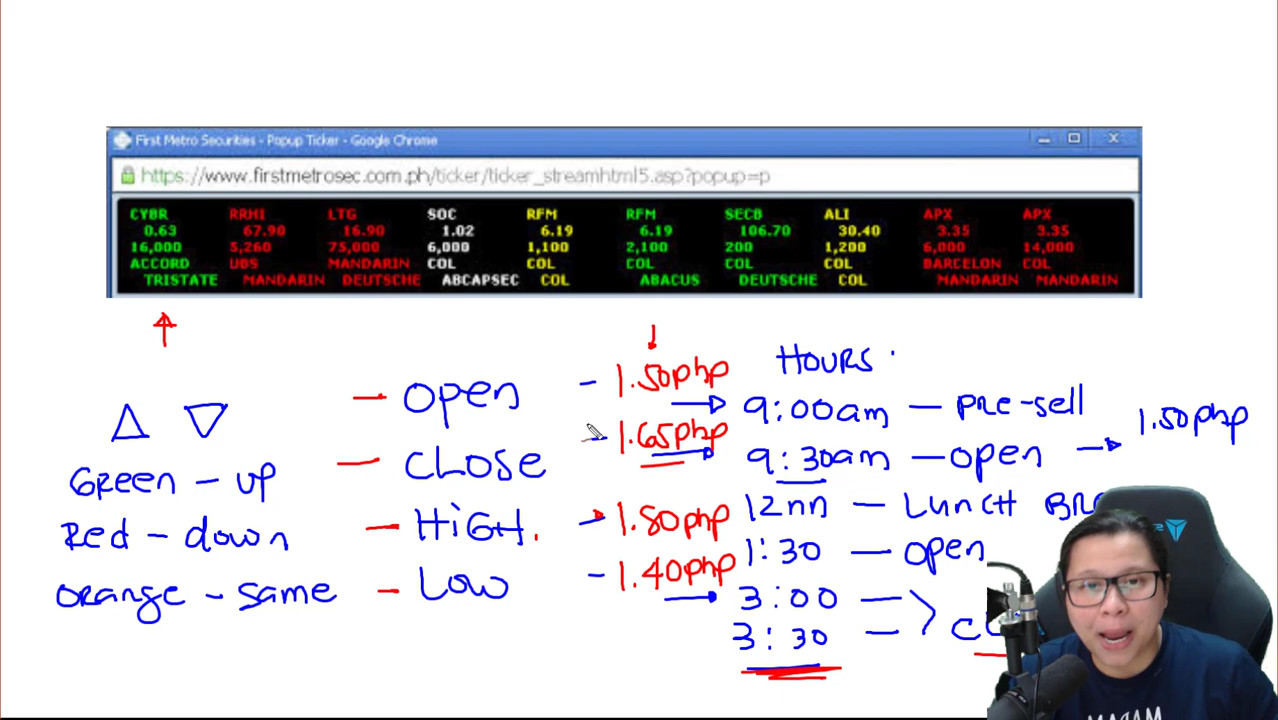 First Metro Securities - Popup Ticker - Google Chrome
https://www.firstmetrosec.com.ph/ticker/ticker_streamhtml5.asp?popup=p
CYBR RRHI LTG SOC RFM RFM SECB ALI APX APX
0.63 67.90 16.90 1.02 6.19 6.19 106.70 30.40 3.35 3.35
16,000 3,260 75,000 6,000 1,100 2,100 200 1,200 6,000 14,000
ACCORD UBS MANDARIN COL COL COL COL COL BARCELON COL
TRISTATE MANDARIN DEUTSCHE ABCAPSEC COL ABACUS DEUTSCHE COL MANDARIN MANDARIN
Green - up
Red - down
orange - same
- open - 1.50php
- close - 1.65php
- HiGH. - 1.80php
- Low - 1.40php
HOURS
9:00am - pre-sell
9:30am - open 1.50php
12nn - LUNCH
1:30 - open
3:00 -
3:30 -